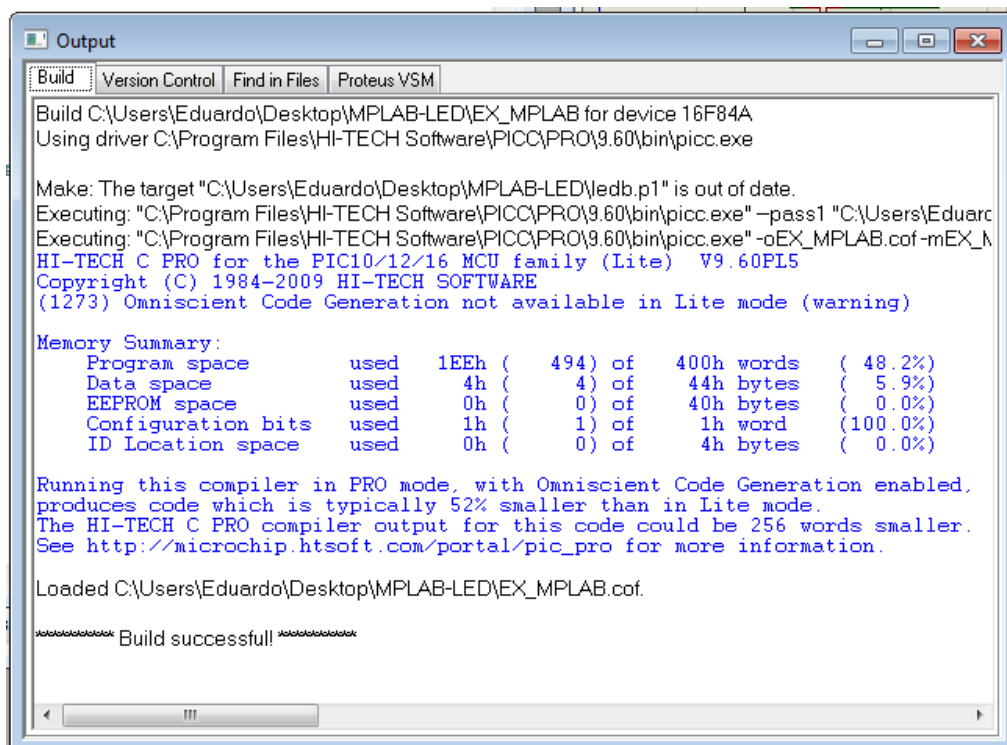 Output
Build Version Control Find in Files Proteus VSM
Build C:\Users\Eduardo\Desktop\MPLAB-LED\EX_MPLAB for device 16F84A
Using driver C:\Program Files\HI-TECH Software\PICC\PRO\9.60\bin\picc.exe
Make: The target "C:\Users\Eduardo\Desktop\MPLAB-LED\ledb.p1" is out of date.
Executing: "C:\Program Files\HI-TECH Software\PICC\PRO\9.60\bin\picc.exe" --pass1 "C:\Users\Eduard
Executing: "C:\Program Files\HI-TECH Software\PICC\PRO\9.60\bin\picc.exe" -oEX_MPLAB.cof -mEX_M
HI-TECH C PRO for the PIC10/12/16 MCU family (Lite)  V9.60PL5
Copyright (C) 1984-2009 HI-TECH SOFTWARE
(1273) Omniscient Code Generation not available in Lite mode (warning)
Memory Summary:
    Program space        used   1EEh (   494) of   400h words   ( 48.2%)
    Data space           used     4h (     4) of    44h bytes   (  5.9%)
    EEPROM space         used     0h (     0) of    40h bytes   (  0.0%)
    Configuration bits   used     1h (     1) of     1h word    (100.0%)
    ID Location space    used     0h (     0) of     4h bytes   (  0.0%)
Running this compiler in PRO mode, with Omniscient Code Generation enabled,
produces code which is typically 52% smaller than in Lite mode.
The HI-TECH C PRO compiler output for this code could be 256 words smaller.
See http://microchip.htsoft.com/portal/pic_pro for more information.
Loaded C:\Users\Eduardo\Desktop\MPLAB-LED\EX_MPLAB.cof.
********** Build successful! **********